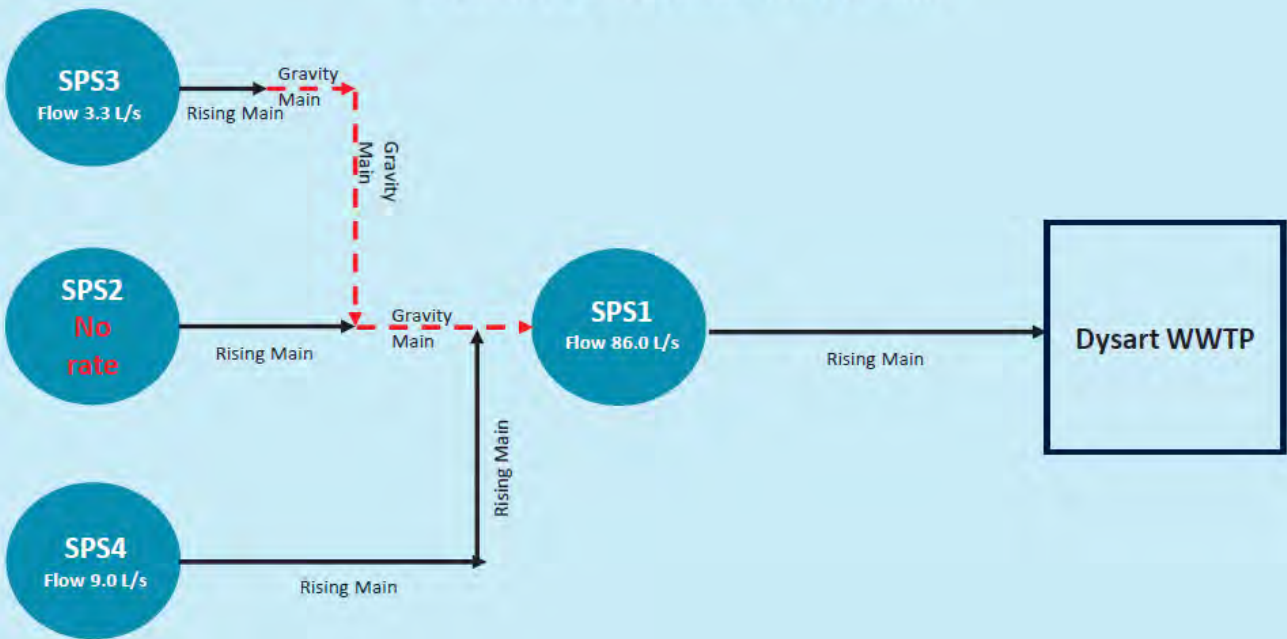 SPS3
Flow 3.3 L/s
Rising Main
Gravity
Main
Gravity
Main
SPS2
No
rate
Rising Main
Gravity
Main
SPS1
Flow 86.0 L/s
Rising Main
Dysart WWTP
Rising Main
SPS4
Flow 9.0 L/s
Rising Main